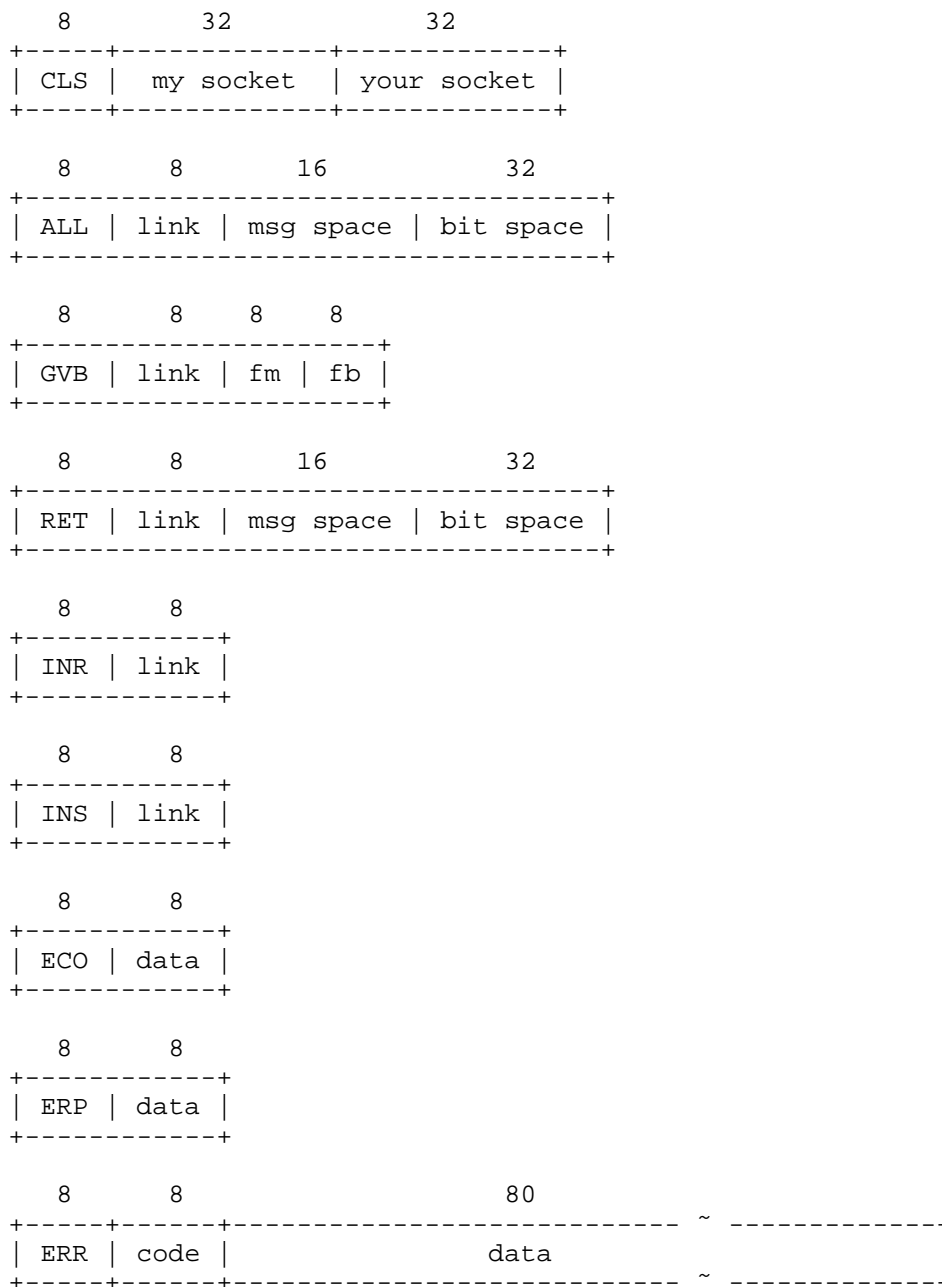 8        32             32
+-----+-------------+-------------+
| CLS |  my socket  | your socket |
+-----+-------------+-------------+

   8      8       16           32
+------------------------------------+
| ALL | link | msg space | bit space |
+------------------------------------+

   8      8    8    8
+----------------------+
| GVB | link | fm | fb |
+----------------------+

   8      8       16           32
+------------------------------------+
| RET | link | msg space | bit space |
+------------------------------------+

   8      8
+------------+
| INR | link |
+------------+

   8      8
+------------+
| INS | link |
+------------+

   8      8
+------------+
| ECO | data |
+------------+

   8      8
+------------+
| ERP | data |
+------------+

   8      8                    80
+-----+------+---------------------------- ~ --------------
| ERR | code |                data
+-----+------+---------------------------- ~ --------------